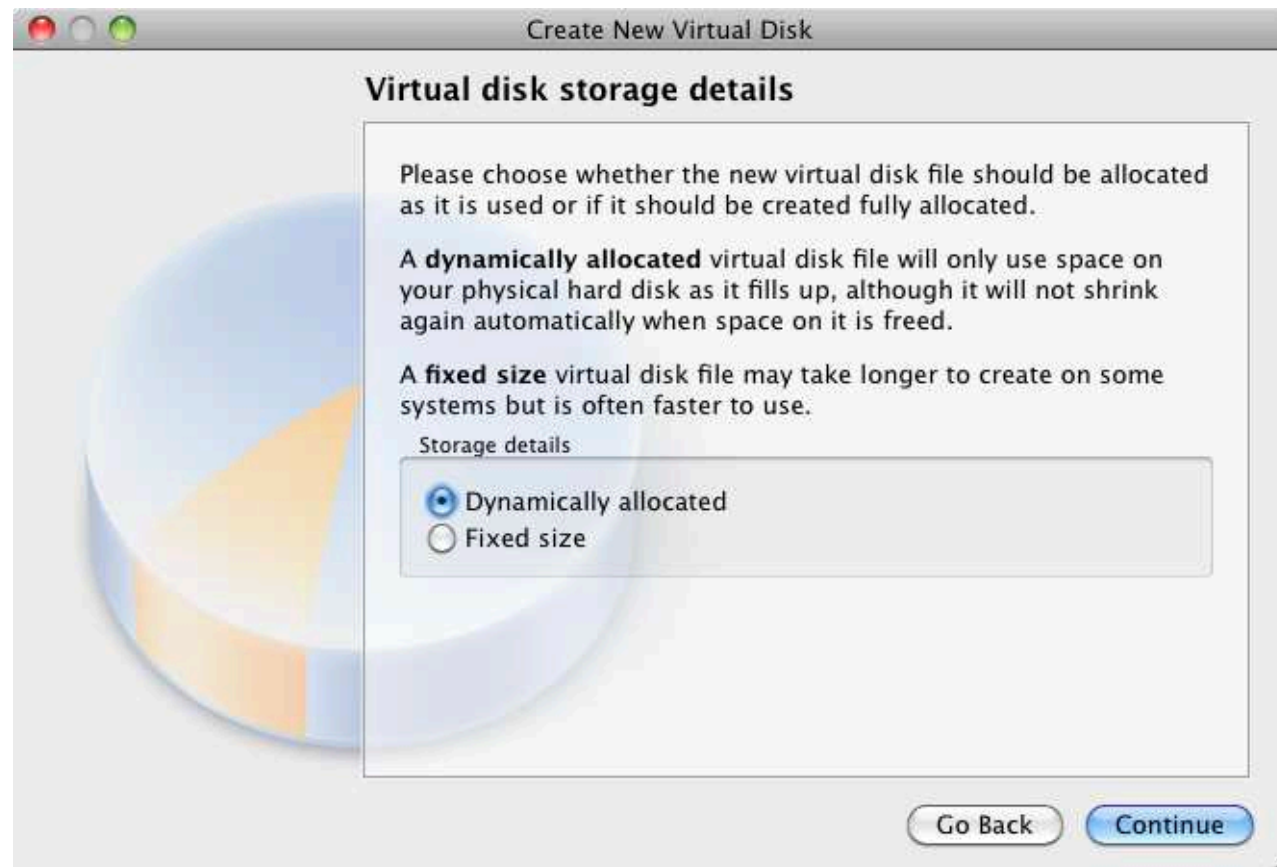 Create New Virtual Disk
Virtual disk storage details
Please choose whether the new virtual disk file should be allocated
as it is used or if it should be created fully allocated.
A dynamically allocated virtual disk file will only use space on
your physical hard disk as it fills up, although it will not shrink
again automatically when space on it is freed.
A fixed size virtual disk file may take longer to create on some
systems but is often faster to use.
Storage details
Dynamically allocated
Fixed size
Go Back
Continue